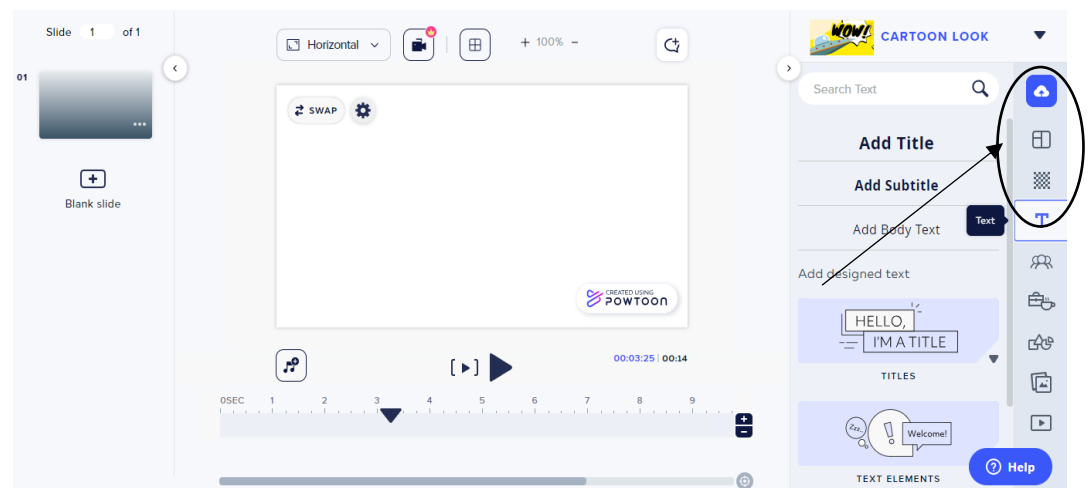 Slide 1 of 1
01
Blank slide
Horizontal
+ 100% -
SWAP
CREATED USING
POWTOON
00:03:25 | 00:14
0SEC 1 2 3 4 5 6 7 8 9
WOW!
CARTOON LOOK
Search Text
Add Title
Add Subtitle
Add Body Text
Text
T
Add designed text
HELLO,
I'M A TITLE
TITLES
Zzz..
Welcome!
TEXT ELEMENTS
? Help